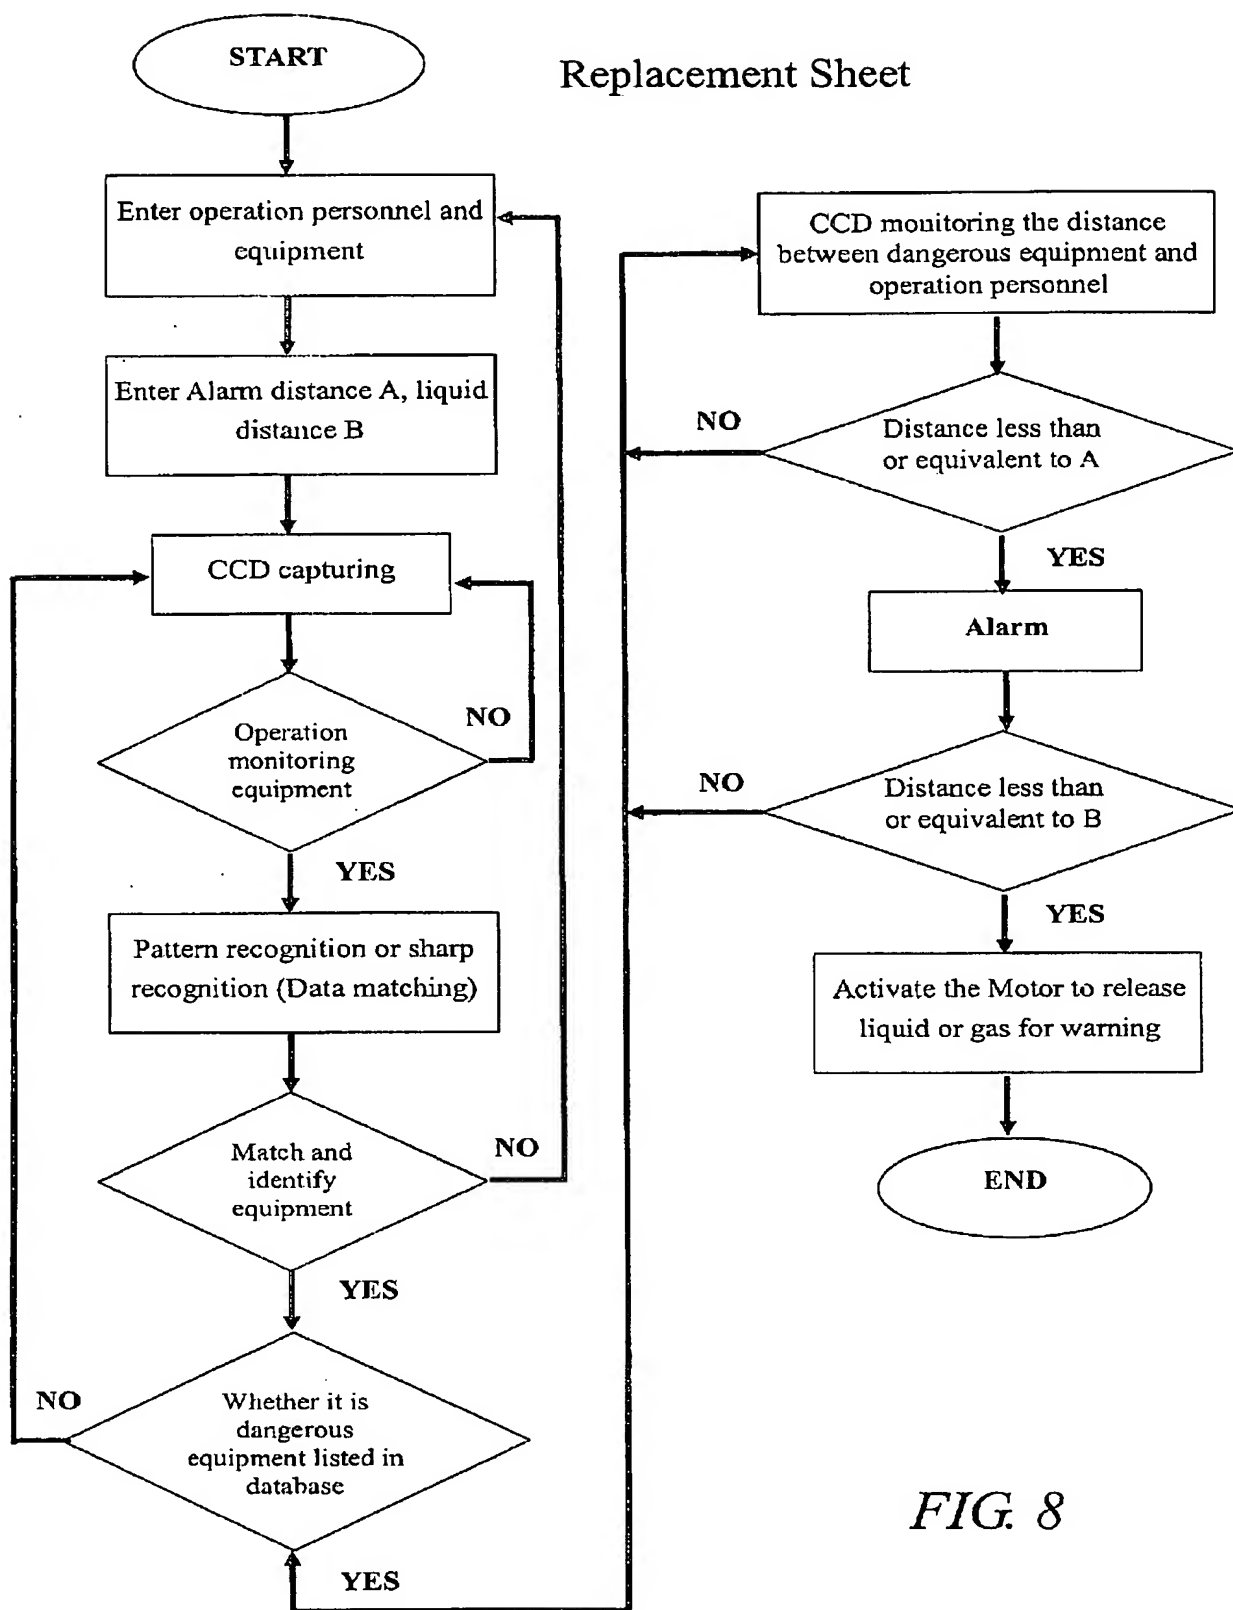 Replacement Sheet
START
Enter operation personnel and
equipment
Enter Alarm distance A, liquid
distance B
CCD capturing
Operation
monitoring
equipment
NO
YES
Pattern recognition or sharp
recognition (Data matching)
Match and
identify
equipment
NO
YES
Whether it is
dangerous
equipment listed in
database
NO
YES
CCD monitoring the distance
between dangerous equipment and
operation personnel
Distance less than
or equivalent to A
NO
YES
Alarm
Distance less than
or equivalent to B
NO
YES
Activate the Motor to release
liquid or gas for warning
END
FIG. 8